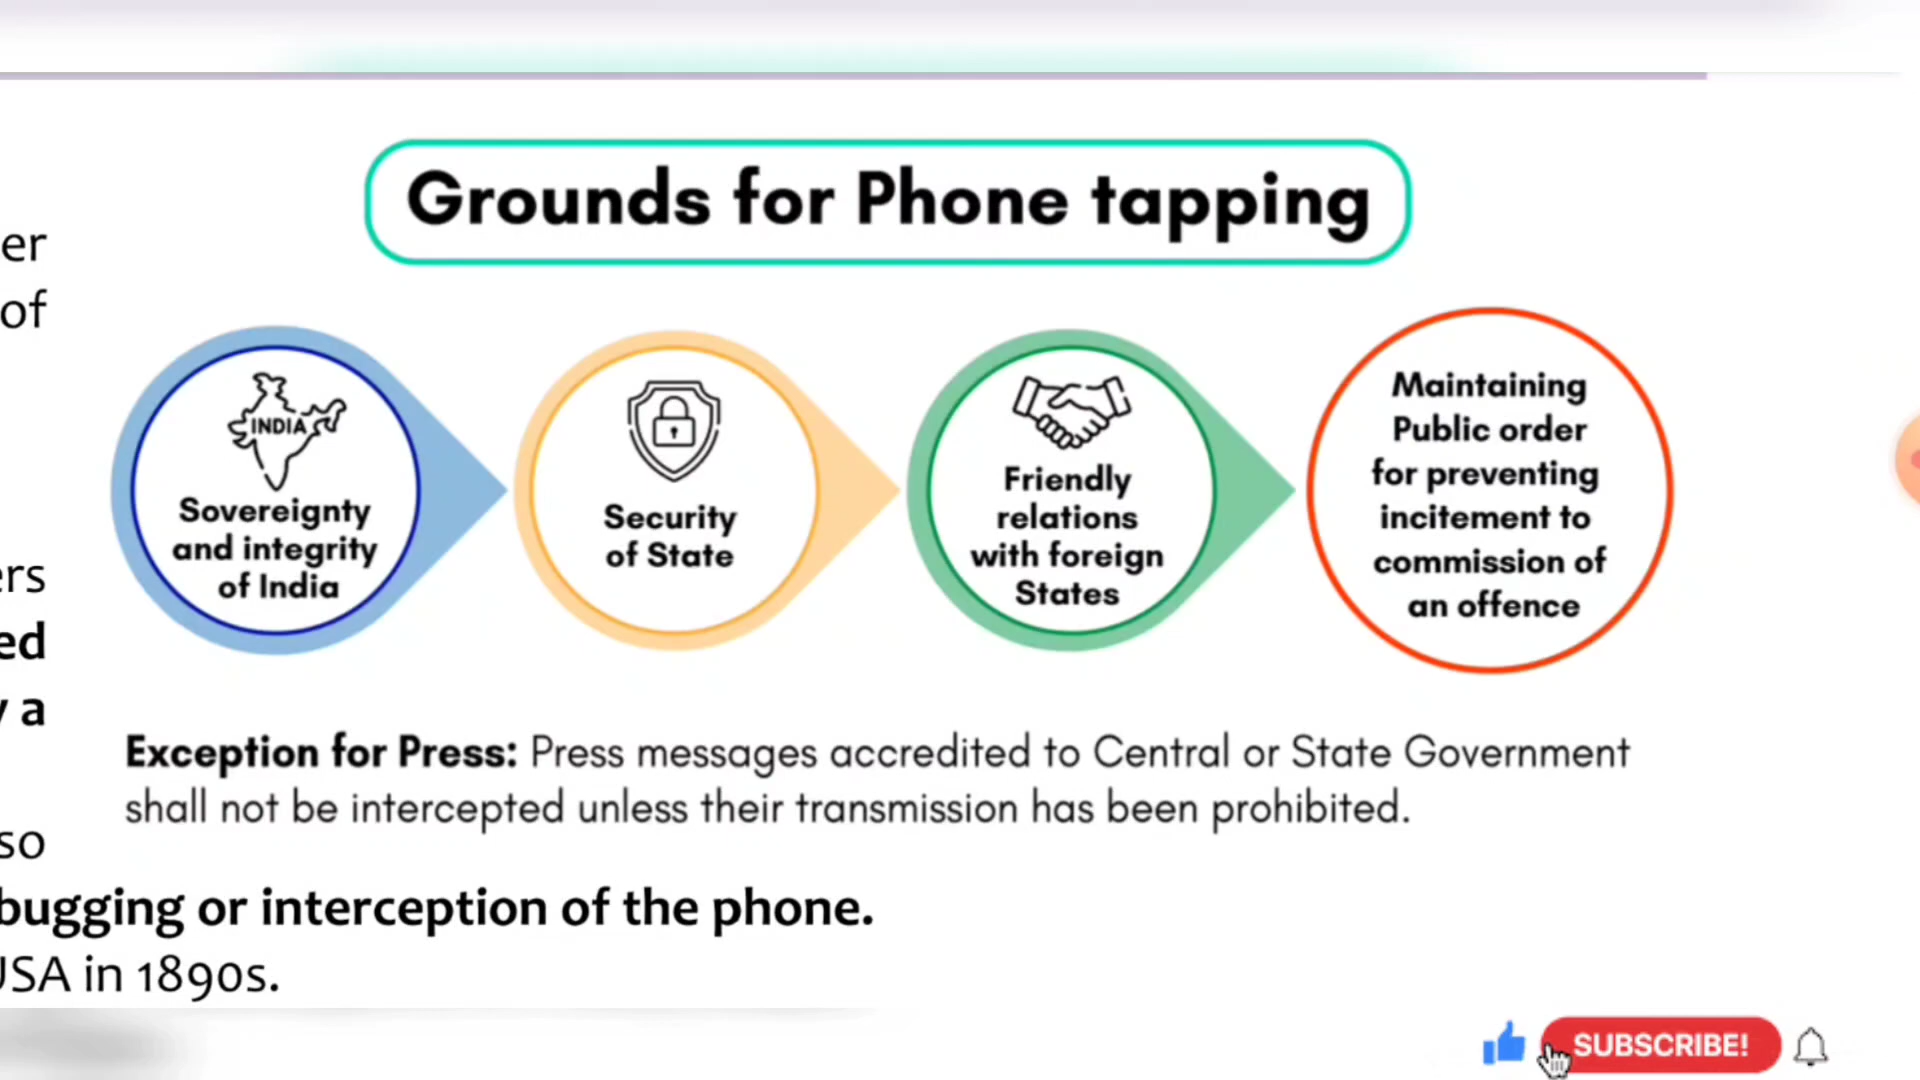 Grounds for Phone tapping
er
of
INDIA
Sovereignty
and integrity
of India
Security
of State
Friendly
relations
with foreign
States
Maintaining
Public order
for preventing
incitement to
commission of
an offence
ers
ed
y a
Exception for Press: Press messages accredited to Central or State Government
shall not be intercepted unless their transmission has been prohibited.
so
bugging or interception of the phone.
USA in 1890s.
SUBSCRIBE!